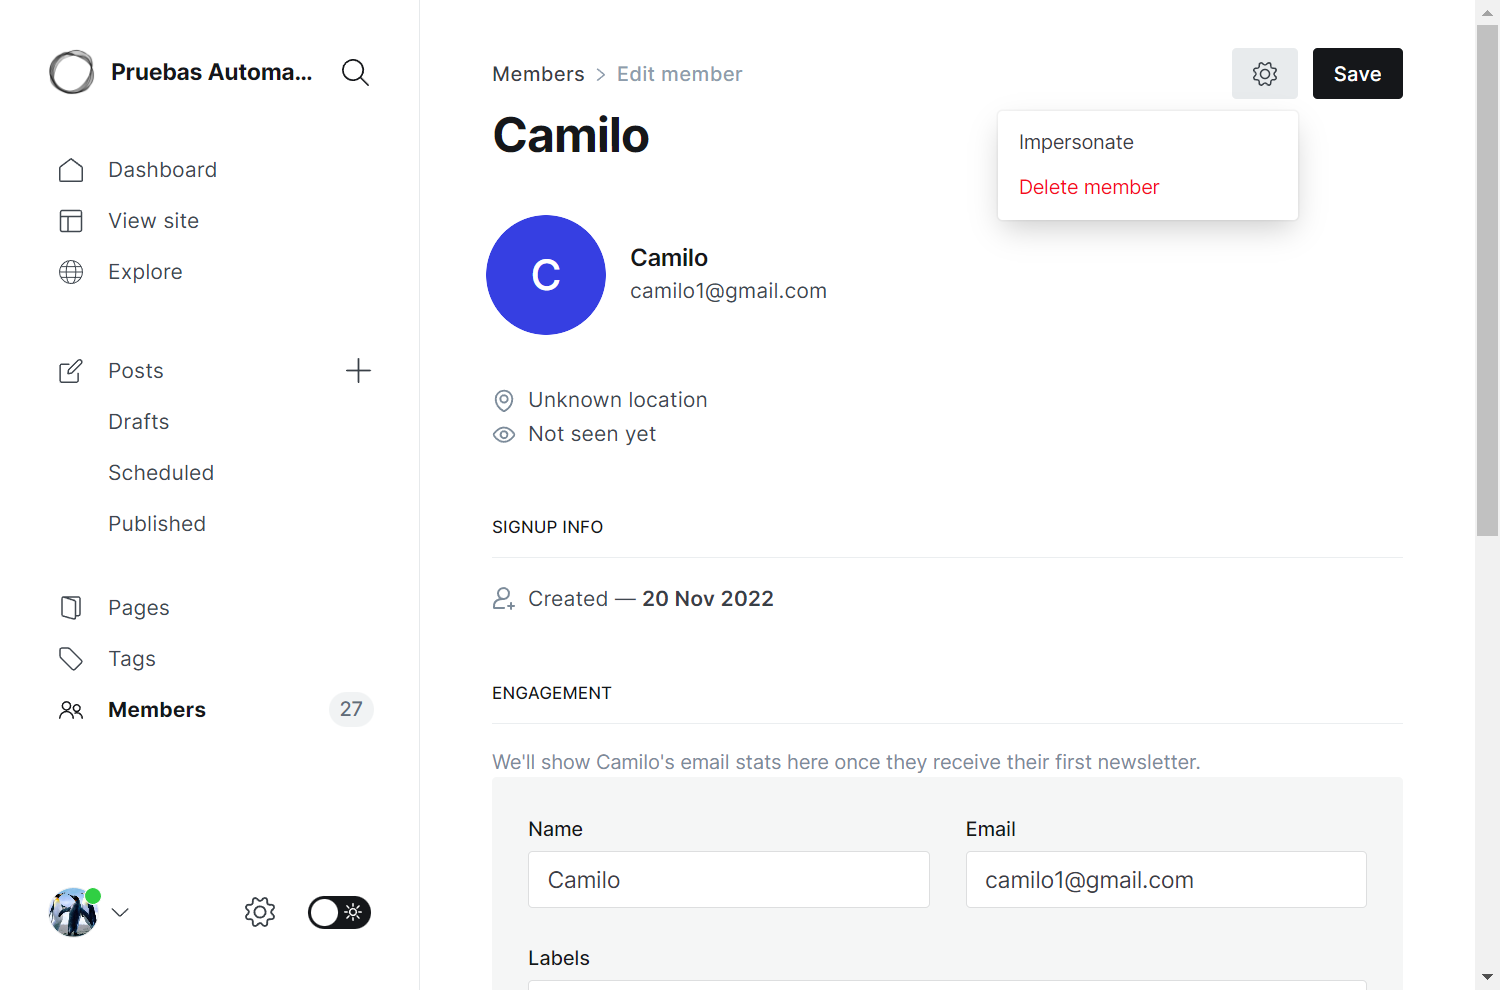 Pruebas Automa...
Dashboard
View site
Explore
Posts
Drafts
Scheduled
Published
Pages
Tags
Members 27
Members > Edit member
Save
Camilo
Impersonate
Delete member
C
Camilo
camilo1@gmail.com
Unknown location
Not seen yet
SIGNUP INFO
Created — 20 Nov 2022
ENGAGEMENT
We'll show Camilo's email stats here once they receive their first newsletter.
Name Email
Camilo camilo1@gmail.com
Labels